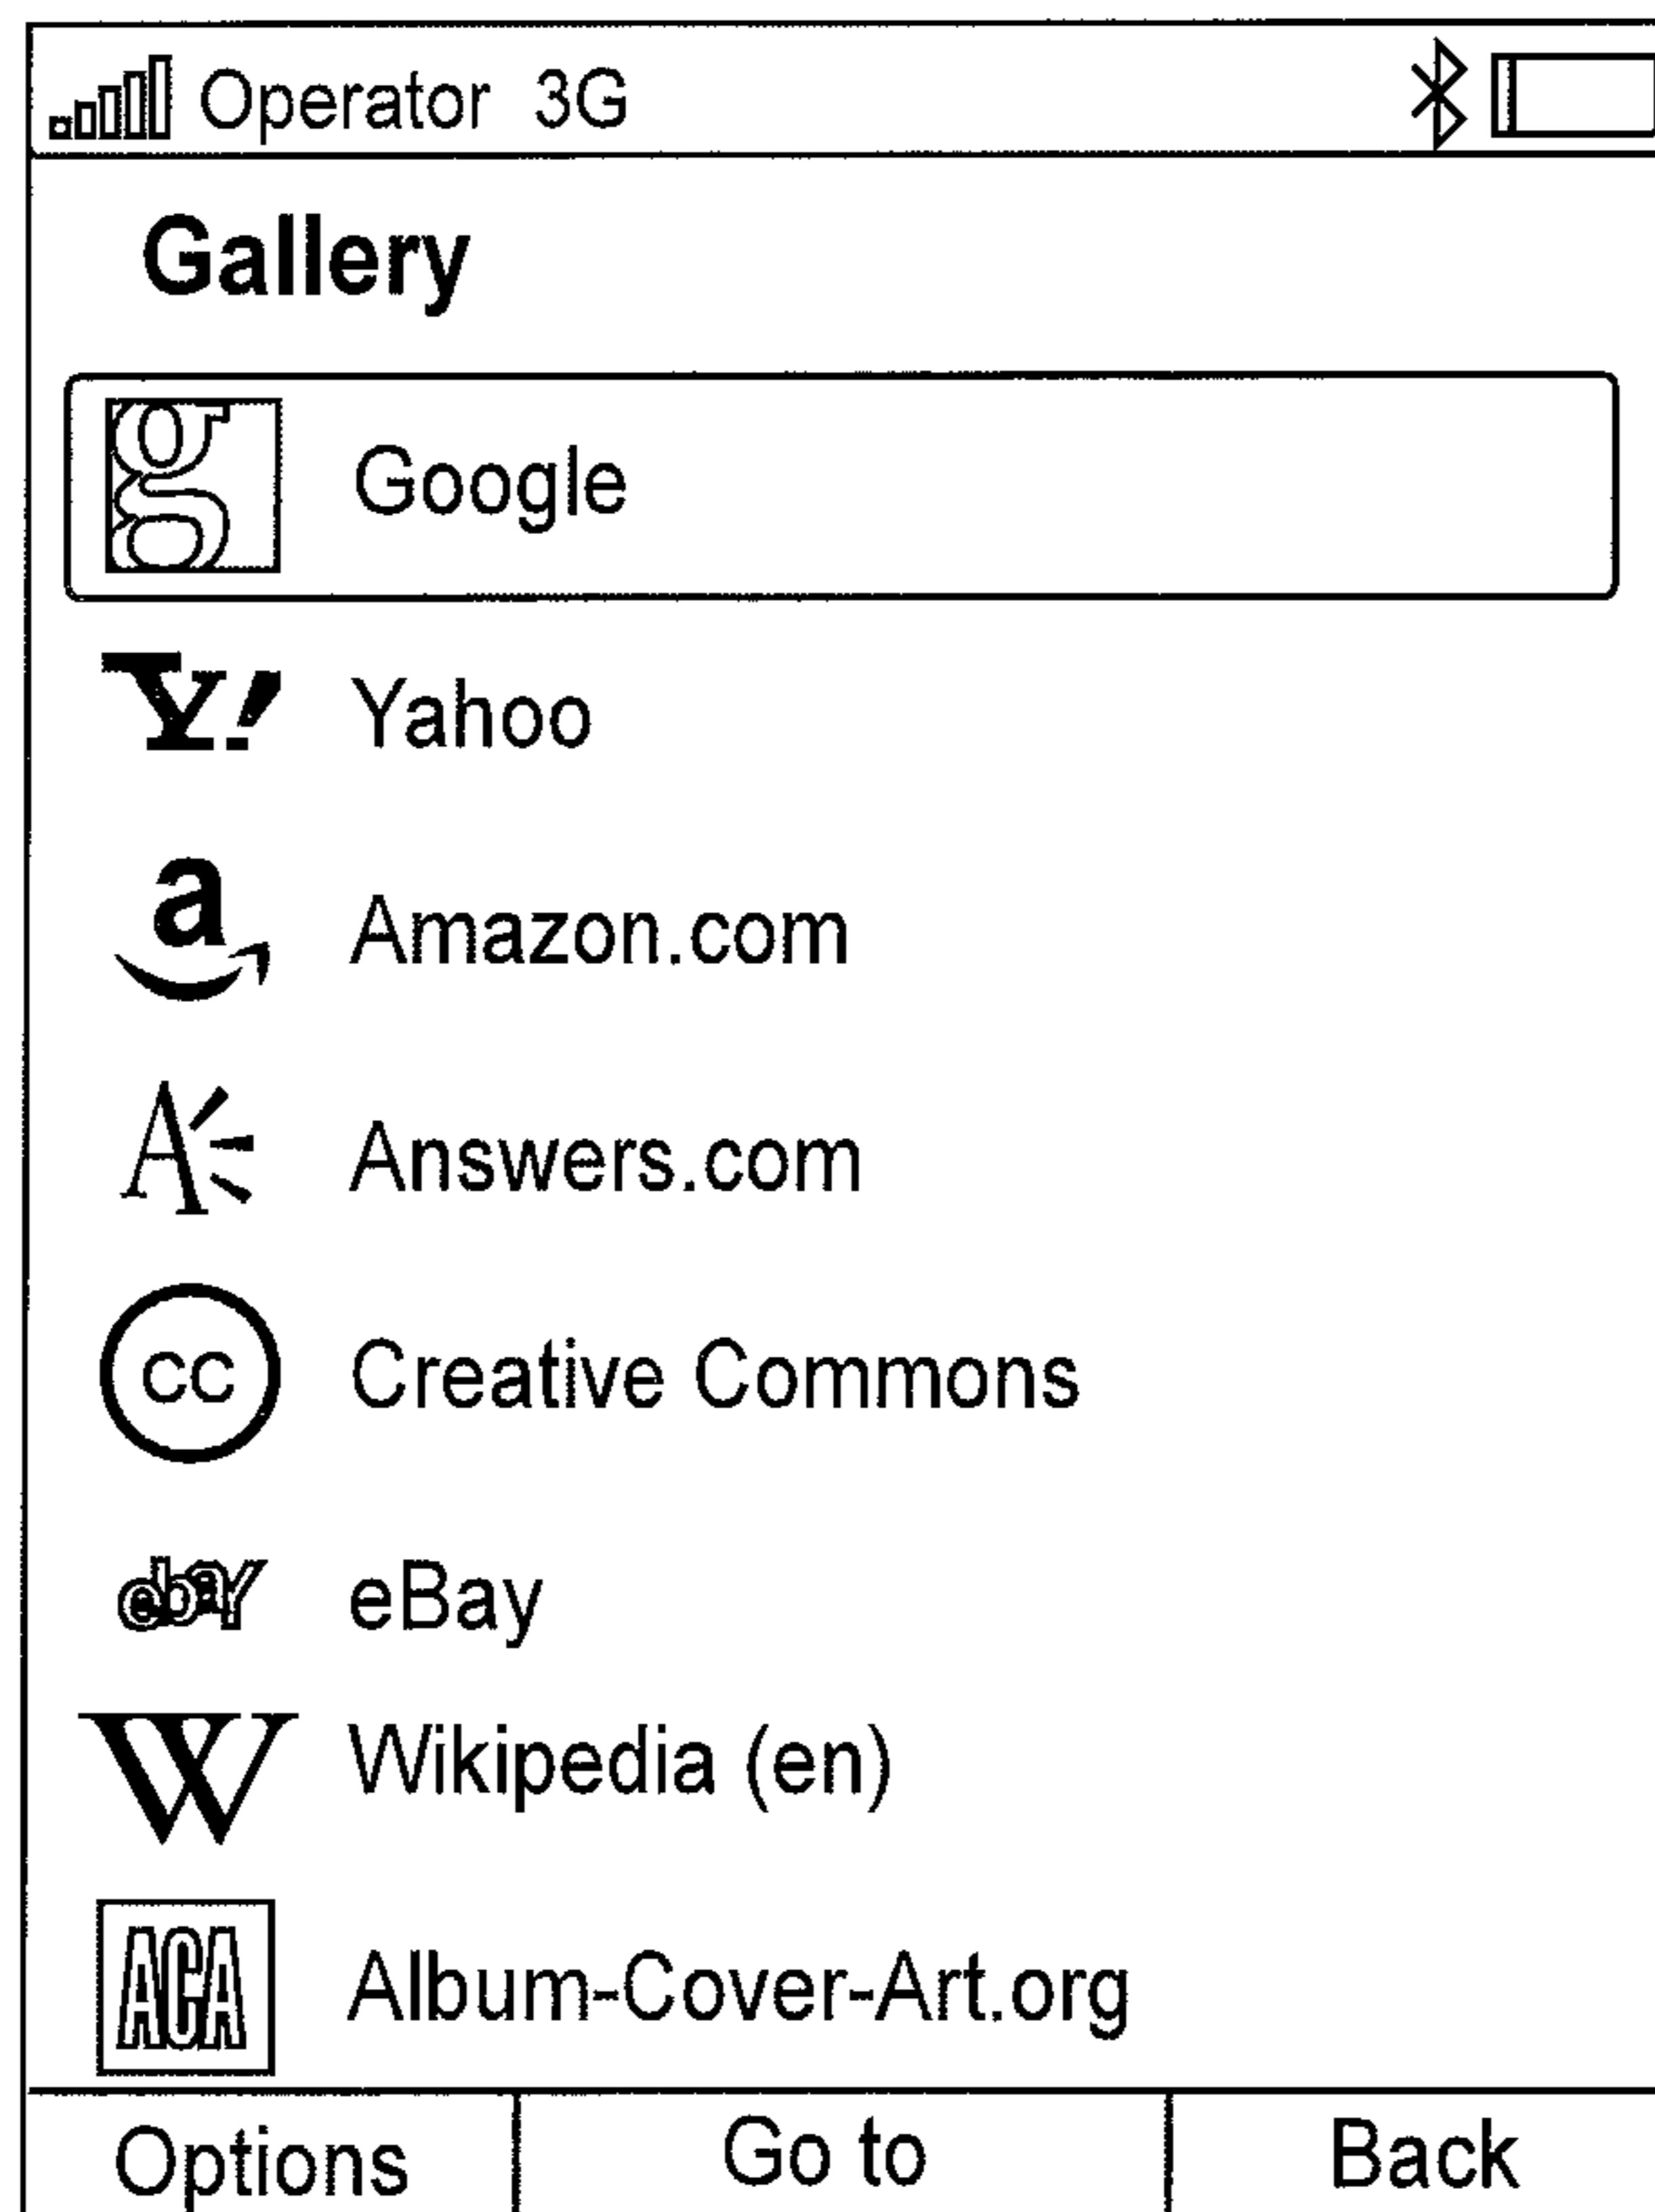 Operator 3G
Gallery
g Google
Y! Yahoo
a Amazon.com
A Answers.com
cc Creative Commons
ebaY eBay
W Wikipedia (en)
ACA Album-Cover-Art.org
Options Go to Back